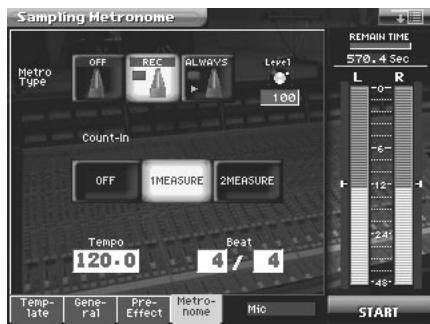 Sampling Metronome
REMAIN TIME
570.4 Sec
Metro Type
OFF
REC
ALWAYS
Level
100
L R
-0-
-6-
-12-
-24-
-48-
Count-In
OFF
1MEASURE
2MEASURE
Tempo
120.0
Beat
4 / 4
Temp-
late
Gene-
ral
Pre-
Effect
Metro-
nome
Mic
START